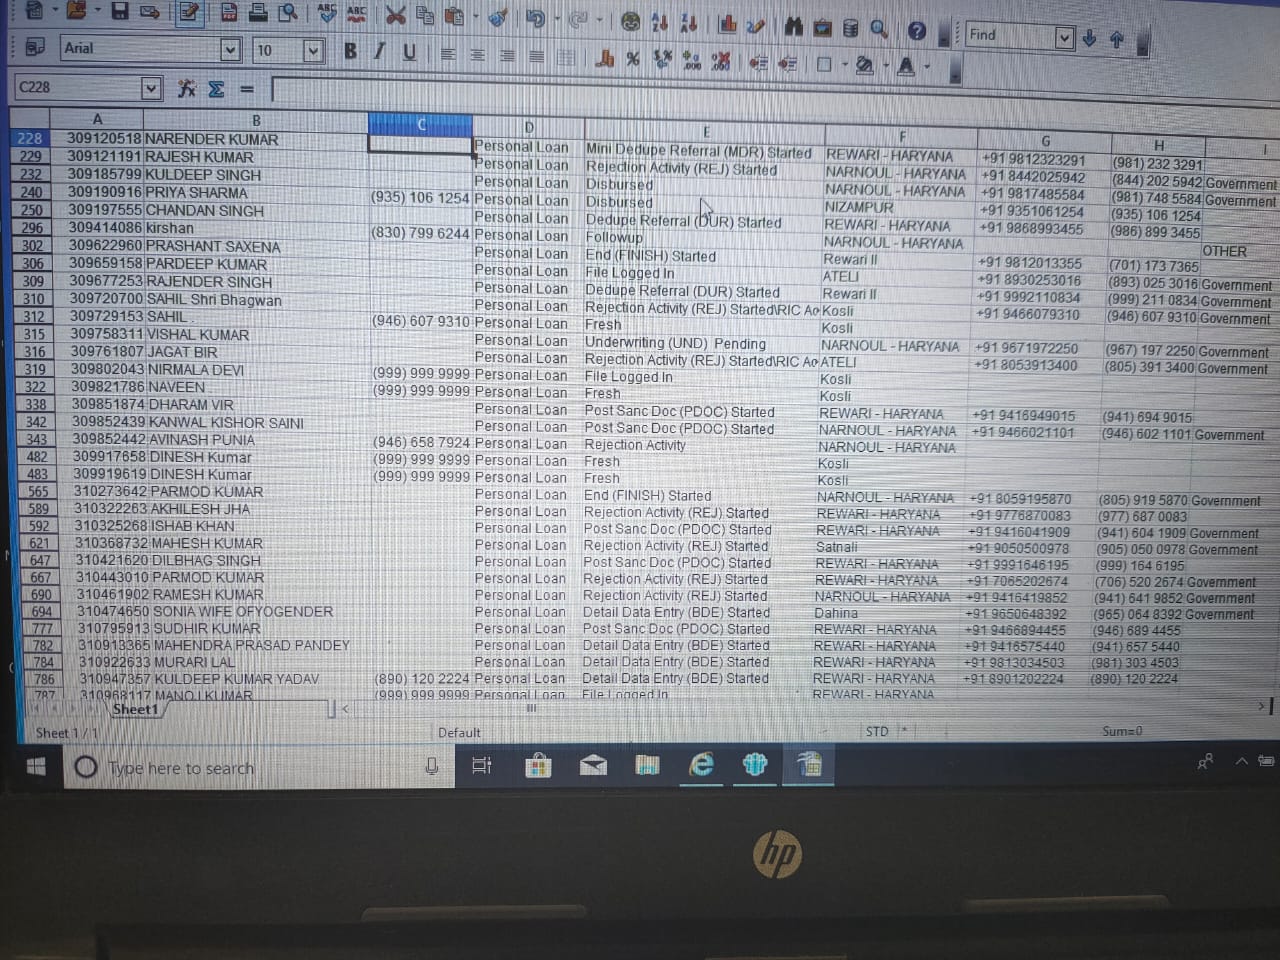 Arial 10 B I U Find
C228
A B C D E F G H I
228 309120518 NARENDER KUMAR Personal Loan Mini Dedupe Referral (MDR) Started REWARI - HARYANA +91 9812323291 (981) 232 3291
229 309121191 RAJESH KUMAR Personal Loan Rejection Activity (REJ) Started NARNOUL - HARYANA +91 8442025942 (844) 202 5942 Government
232 309185799 KULDEEP SINGH Personal Loan Disbursed NARNOUL - HARYANA +91 9817485584 (981) 748 5584 Government
240 309190916 PRIYA SHARMA (935) 106 1254 Personal Loan Disbursed NIZAMPUR +91 9351061254 (935) 106 1254
250 309197555 CHANDAN SINGH Personal Loan Dedupe Referral (DUR) Started REWARI - HARYANA +91 9868993455 (986) 899 3455
296 309414086 kirshan (830) 799 6244 Personal Loan Followup NARNOUL - HARYANA OTHER
302 309622960 PRASHANT SAXENA Personal Loan End (FINISH) Started Rewari II +91 9812013355 (701) 173 7365
306 309659158 PARDEEP KUMAR Personal Loan File Logged In ATELI +91 8930253016 (893) 025 3016 Government
309 309677253 RAJENDER SINGH Personal Loan Dedupe Referral (DUR) Started Rewari II +91 9992110834 (999) 211 0834 Government
310 309720700 SAHIL Shri Bhagwan Personal Loan Rejection Activity (REJ) Started\RIC Ac Kosli +91 9466079310 (946) 607 9310 Government
312 309729153 SAHIL . (946) 607 9310 Personal Loan Fresh Kosli
315 309758311 VISHAL KUMAR Personal Loan Underwriting (UND) Pending NARNOUL - HARYANA +91 9671972250 (967) 197 2250 Government
316 309761807 JAGAT BIR Personal Loan Rejection Activity (REJ) Started\RIC Ac ATELI +91 8053913400 (805) 391 3400 Government
319 309802043 NIRMALA DEVI (999) 999 9999 Personal Loan File Logged In Kosli
322 309821786 NAVEEN . (999) 999 9999 Personal Loan Fresh Kosli
338 309851874 DHARAM VIR Personal Loan Post Sanc Doc (PDOC) Started REWARI - HARYANA +91 9416949015 (941) 694 9015
342 309852439 KANWAL KISHOR SAINI Personal Loan Post Sanc Doc (PDOC) Started NARNOUL - HARYANA +91 9466021101 (946) 602 1101 Government
343 309852442 AVINASH PUNIA (946) 658 7924 Personal Loan Rejection Activity NARNOUL - HARYANA
482 309917658 DINESH Kumar (999) 999 9999 Personal Loan Fresh Kosli
483 309919619 DINESH Kumar (999) 999 9999 Personal Loan Fresh Kosli
565 310273642 PARMOD KUMAR Personal Loan End (FINISH) Started NARNOUL - HARYANA +91 8059195870 (805) 919 5870 Government
589 310322263 AKHILESH JHA Personal Loan Rejection Activity (REJ) Started REWARI - HARYANA +91 9776870083 (977) 687 0083
592 310325268 ISHAB KHAN Personal Loan Post Sanc Doc (PDOC) Started REWARI - HARYANA +91 9416041909 (941) 604 1909 Government
621 310368732 MAHESH KUMAR Personal Loan Rejection Activity (REJ) Started Satnali +91 9050500978 (905) 050 0978 Government
647 310421620 DILBHAG SINGH Personal Loan Post Sanc Doc (PDOC) Started REWARI - HARYANA +91 9991646195 (999) 164 6195
667 310443010 PARMOD KUMAR Personal Loan Rejection Activity (REJ) Started REWARI - HARYANA +91 7065202674 (706) 520 2674 Government
690 310461902 RAMESH KUMAR Personal Loan Rejection Activity (REJ) Started NARNOUL - HARYANA +91 9416419852 (941) 641 9852 Government
694 310474650 SONIA WIFE OFYOGENDER Personal Loan Detail Data Entry (BDE) Started Dahina +91 9650648392 (965) 064 8392 Government
777 310795913 SUDHIR KUMAR Personal Loan Post Sanc Doc (PDOC) Started REWARI - HARYANA +91 9466894455 (946) 689 4455
782 310913365 MAHENDRA PRASAD PANDEY Personal Loan Detail Data Entry (BDE) Started REWARI - HARYANA +91 9416575440 (941) 657 5440
784 310922633 MURARI LAL Personal Loan Detail Data Entry (BDE) Started REWARI - HARYANA +91 9813034503 (981) 303 4503
786 310947357 KULDEEP KUMAR YADAV (890) 120 2224 Personal Loan Detail Data Entry (BDE) Started REWARI - HARYANA +91 8901202224 (890) 120 2224
787 310968117 MANOJ KUMAR (999) 999 9999 Personal Loan File Logged In REWARI - HARYANA
Sheet1
Sheet 1 / 1 Default STD * Sum=0
Type here to search
hp